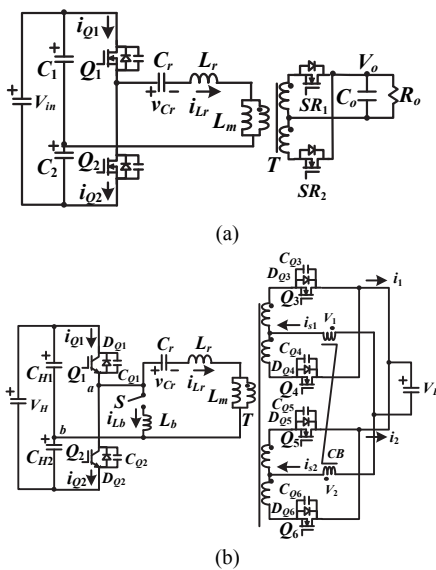 i_Q1
C_1
Q_1
C_r
L_r
V_o
+
V_in
+ v_Cr −
i_Lr
L_m
SR_1
C_o
R_o
C_2
Q_2
T
SR_2
i_Q2
(a)
C_Q3
D_Q3
Q_3
i_1
V_1
i_s1
i_Q1
D_Q1
C_r
L_r
C_Q4
D_Q4
Q_4
C_H1
Q_1
C_Q1
+ v_Cr −
i_Lr
a
S
L_m
T
V_H
i_Lb
L_b
C_Q5
D_Q5
Q_5
i_2
b
C_H2
Q_2
C_Q2
i_s2
CB
V_2
i_Q2
D_Q2
C_Q6
D_Q6
Q_6
(b)